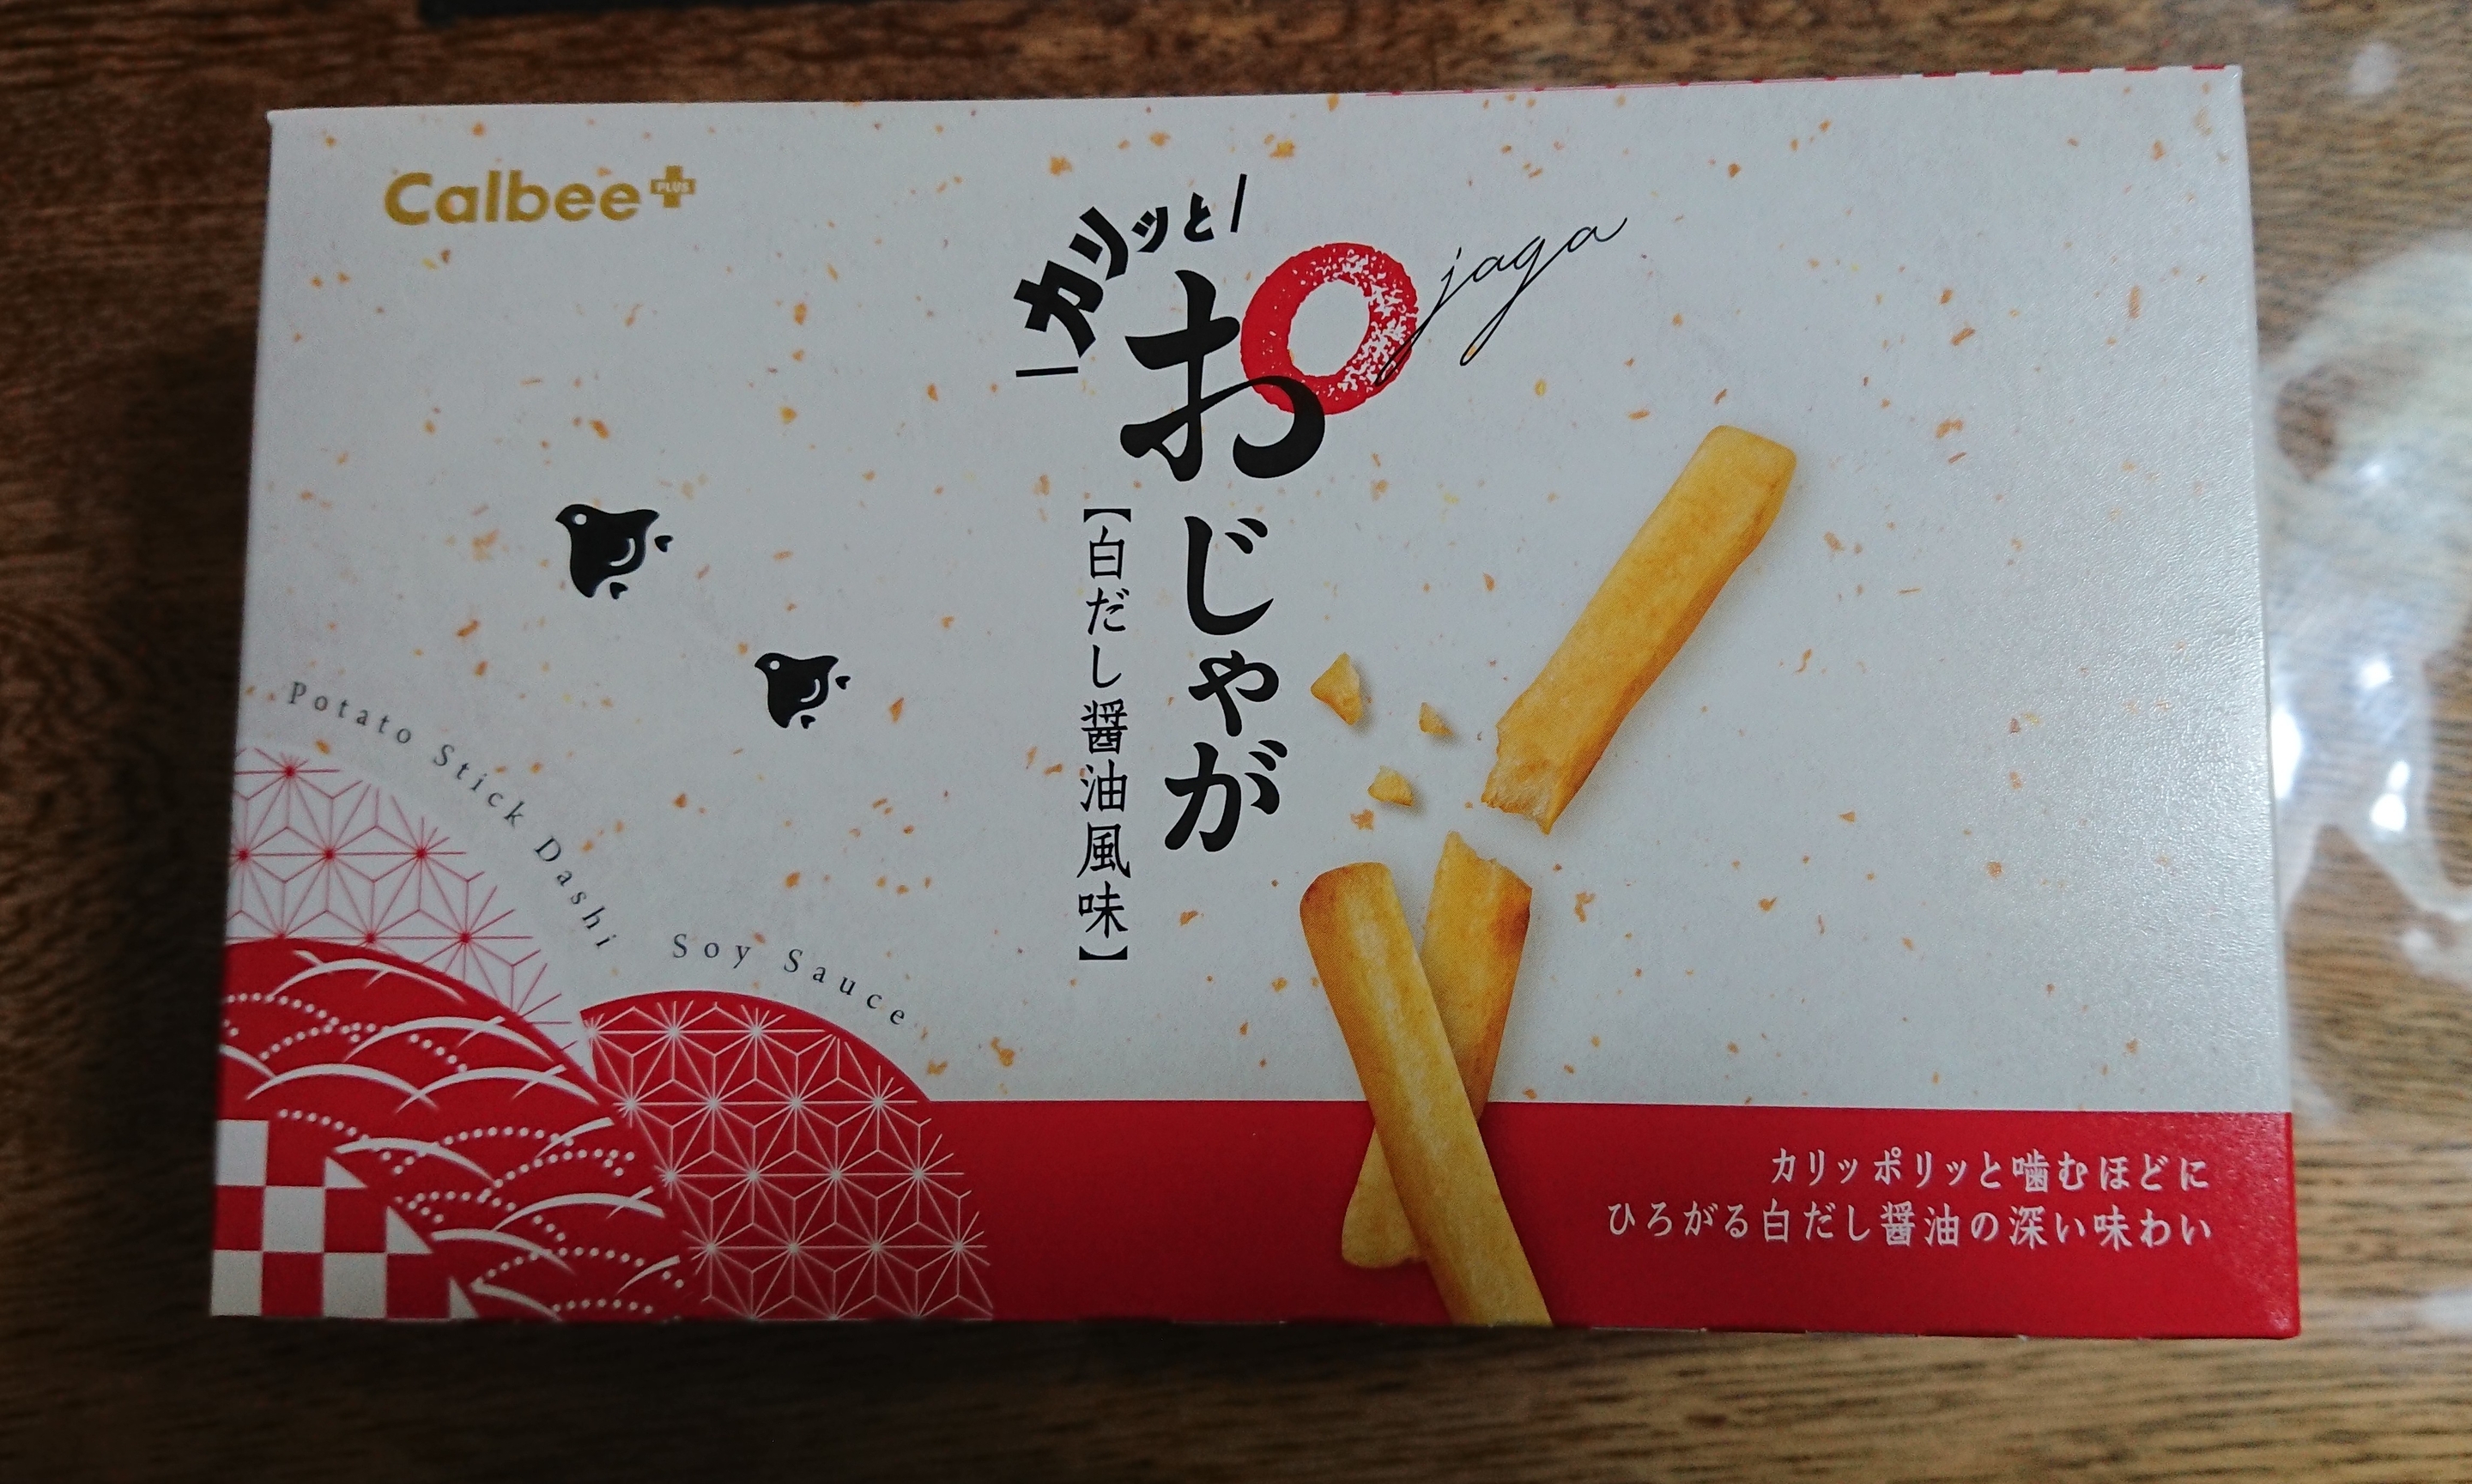 Calbee PLUS
カリッと
おじゃが
jaga
【白だし醤油風味】
Potato Stick Dashi
Soy Sauce
カリッポリッと噛むほどに
ひろがる白だし醤油の深い味わい